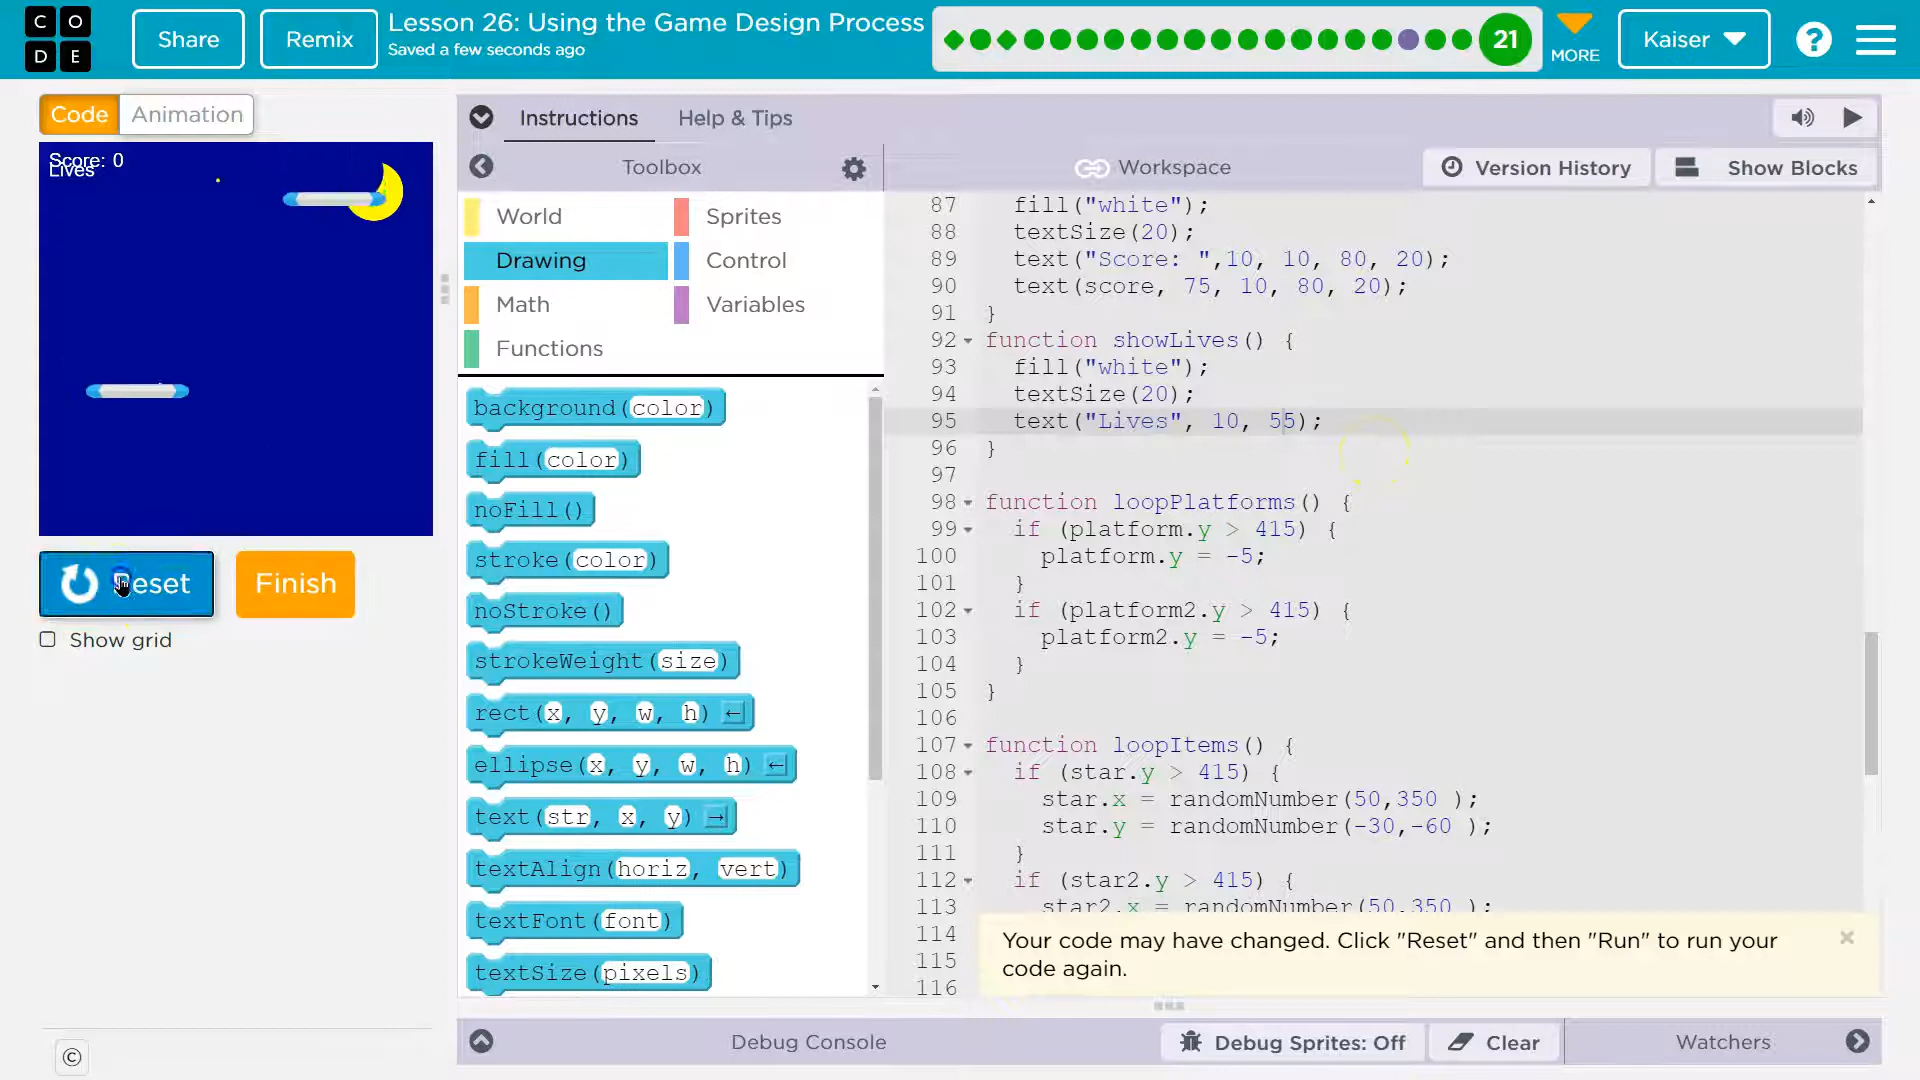 CODE
Share
Remix
Lesson 26: Using the Game Design Process
Saved a few seconds ago
21
MORE
Kaiser
?
Code
Animation
Score: 0
Lives
Reset
Finish
Show grid
©
Instructions
Help & Tips
Toolbox
Workspace
Version History
Show Blocks
World
Sprites
Drawing
Control
Math
Variables
Functions
background(color)
fill(color)
noFill()
stroke(color)
noStroke()
strokeWeight(size)
rect(x, y, w, h) ←
ellipse(x, y, w, h) ←
text(str, x, y) →
textAlign(horiz, vert)
textFont(font)
textSize(pixels)
87 fill("white");
88 textSize(20);
89 text("Score: ",10, 10, 80, 20);
90 text(score, 75, 10, 80, 20);
91 }
92 function showLives() {
93 fill("white");
94 textSize(20);
95 text("Lives", 10, 55);
96 }
97
98 function loopPlatforms() {
99 if (platform.y > 415) {
100 platform.y = -5;
101 }
102 if (platform2.y > 415) {
103 platform2.y = -5;
104 }
105 }
106
107 function loopItems() {
108 if (star.y > 415) {
109 star.x = randomNumber(50,350 );
110 star.y = randomNumber(-30,-60 );
111 }
112 if (star2.y > 415) {
113 star2.x = randomNumber(50,350 );
114
115
116
Your code may have changed. Click "Reset" and then "Run" to run your
code again.
×
Debug Console
Debug Sprites: Off
Clear
Watchers